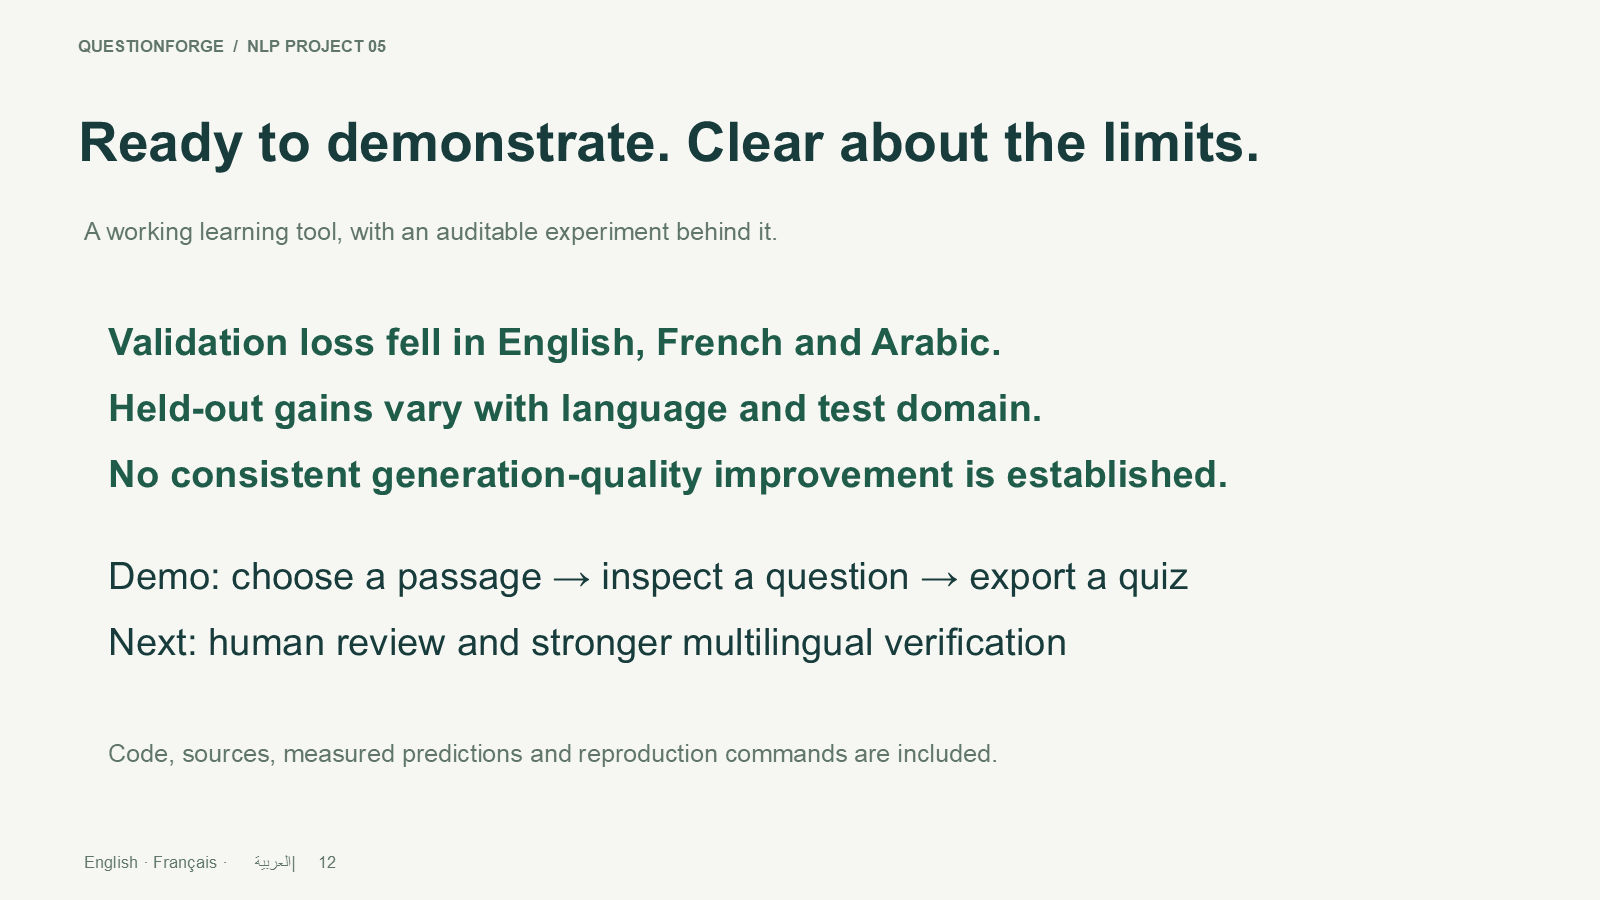 QUESTIONFORGE / NLP PROJECT 05
Ready to demonstrate. Clear about the limits.
A working learning tool, with an auditable experiment behind it.
Validation loss fell in English, French and Arabic.
Held-out gains vary with language and test domain.
No consistent generation-quality improvement is established.
Demo: choose a passage → inspect a question → export a quiz
Next: human review and stronger multilingual verification
Code, sources, measured predictions and reproduction commands are included.
English · Français · العربية | 12